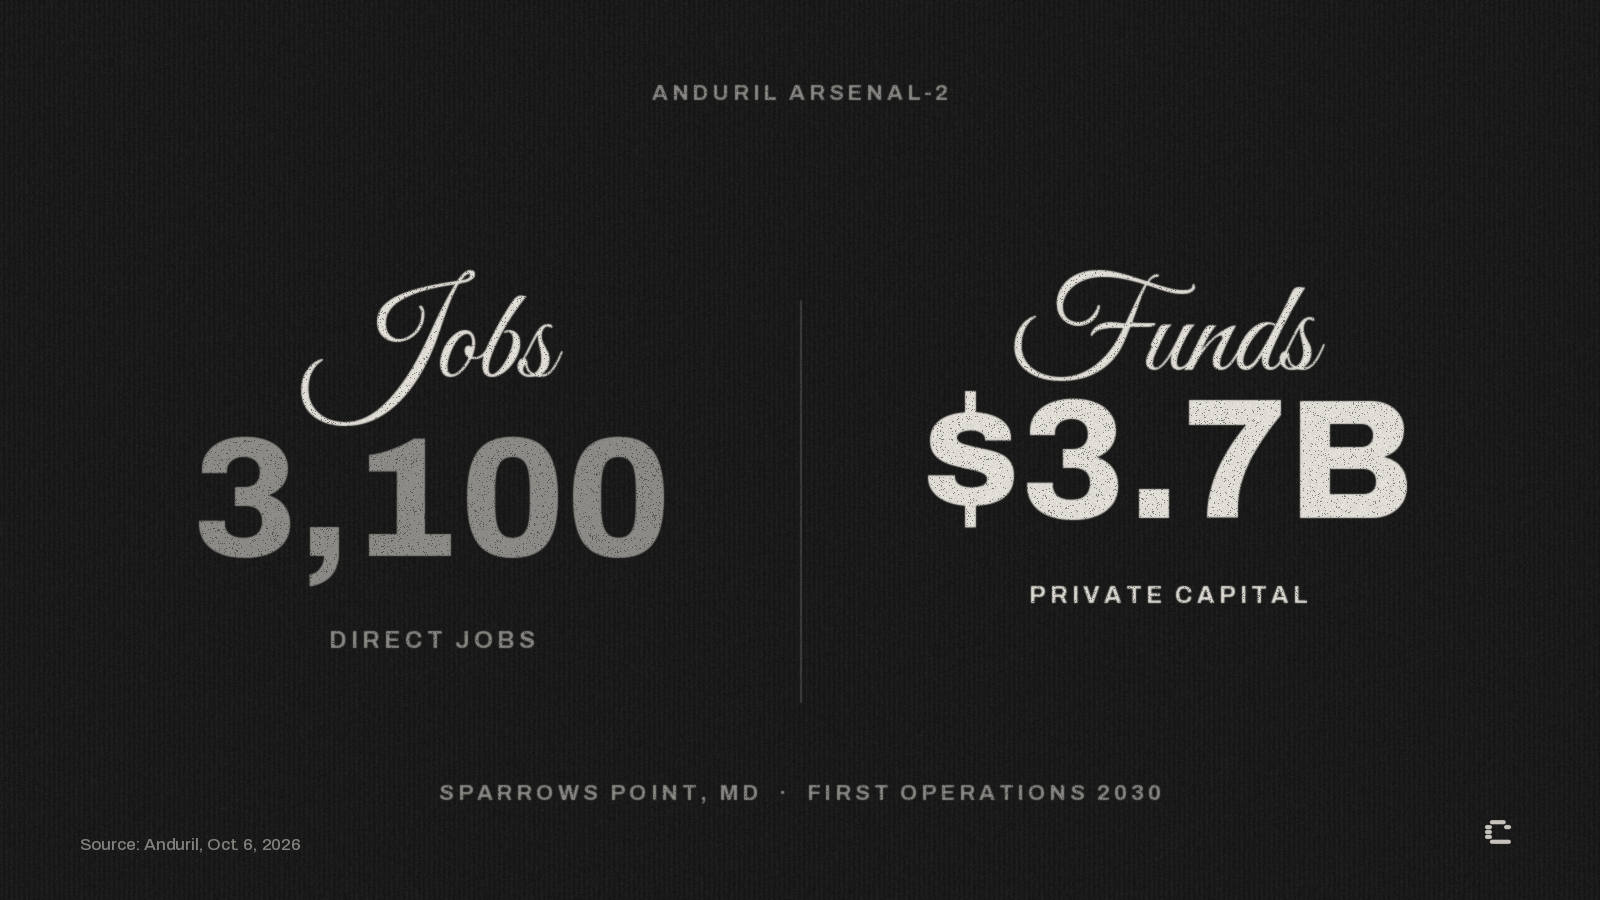 ANDURIL ARSENAL-2
Jobs
3,100
DIRECT JOBS
Funds
$3.7B
PRIVATE CAPITAL
SPARROWS POINT, MD · FIRST OPERATIONS 2030
Source: Anduril, Oct. 6, 2026